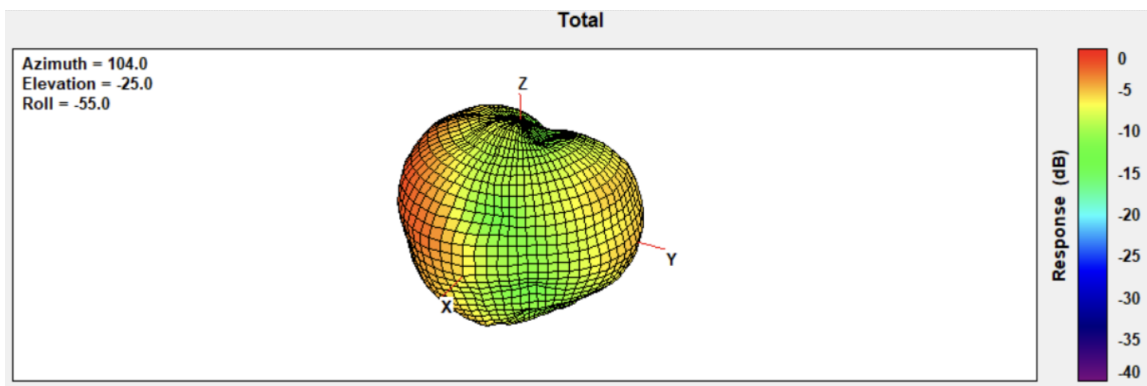 Total
Azimuth = 104.0
Elevation = -25.0
Roll = -55.0
Z
Y
X
Response (dB)
0
-5
-10
-15
-20
-25
-30
-35
-40